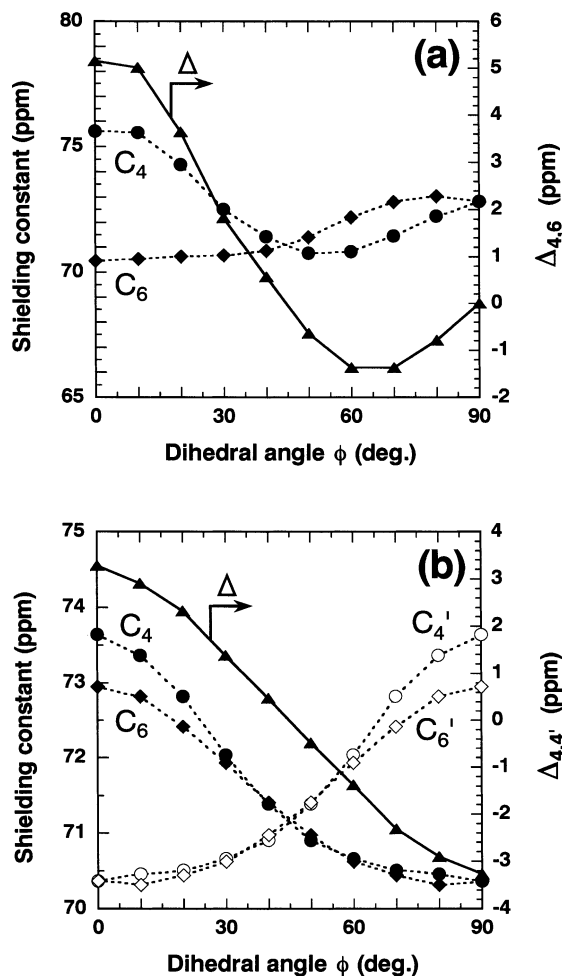 80
75
70
65
Shielding constant (ppm)
(a)
Δ
C4
C6
6
5
4
3
2
1
0
-1
-2
Δ4,6 (ppm)
0
30
60
90
Dihedral angle ϕ (deg.)
75
74
73
72
71
70
Shielding constant (ppm)
(b)
Δ
C4
C6
C4'
C6'
4
3
2
1
0
-1
-2
-3
-4
Δ4,4' (ppm)
0
30
60
90
Dihedral angle ϕ (deg.)